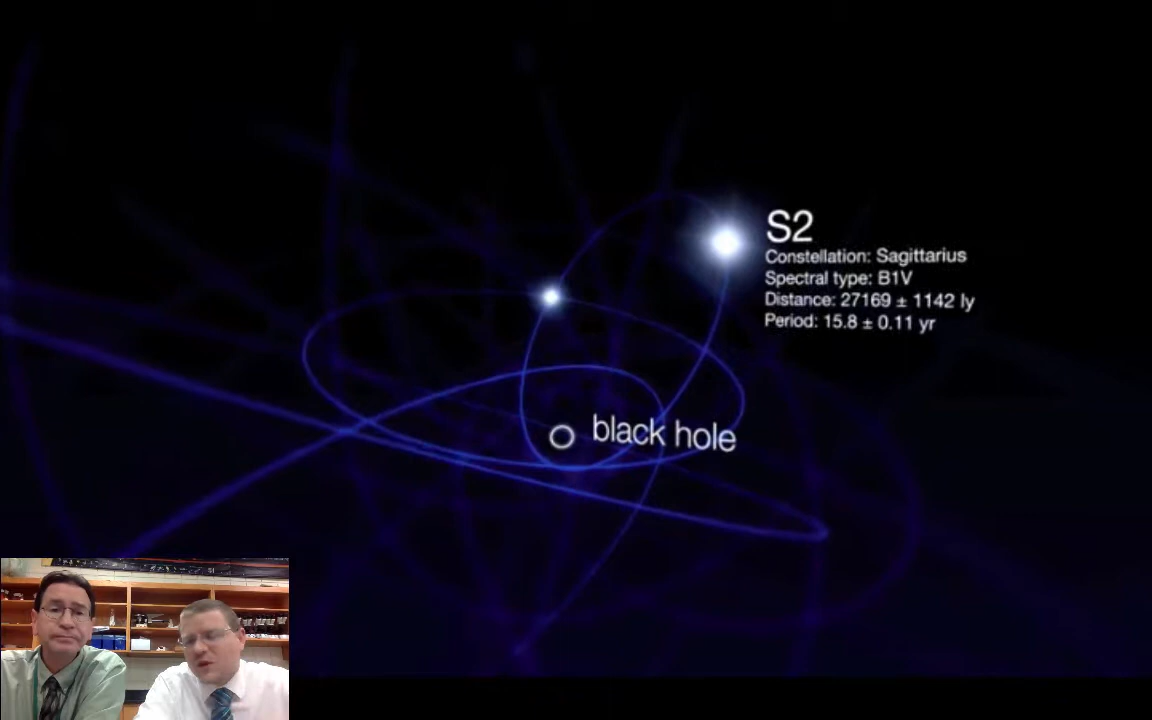 S2
Constellation: Sagittarius
Spectral type: B1V
Distance: 27169 ± 1142 ly
Period: 15.8 ± 0.11 yr
black hole